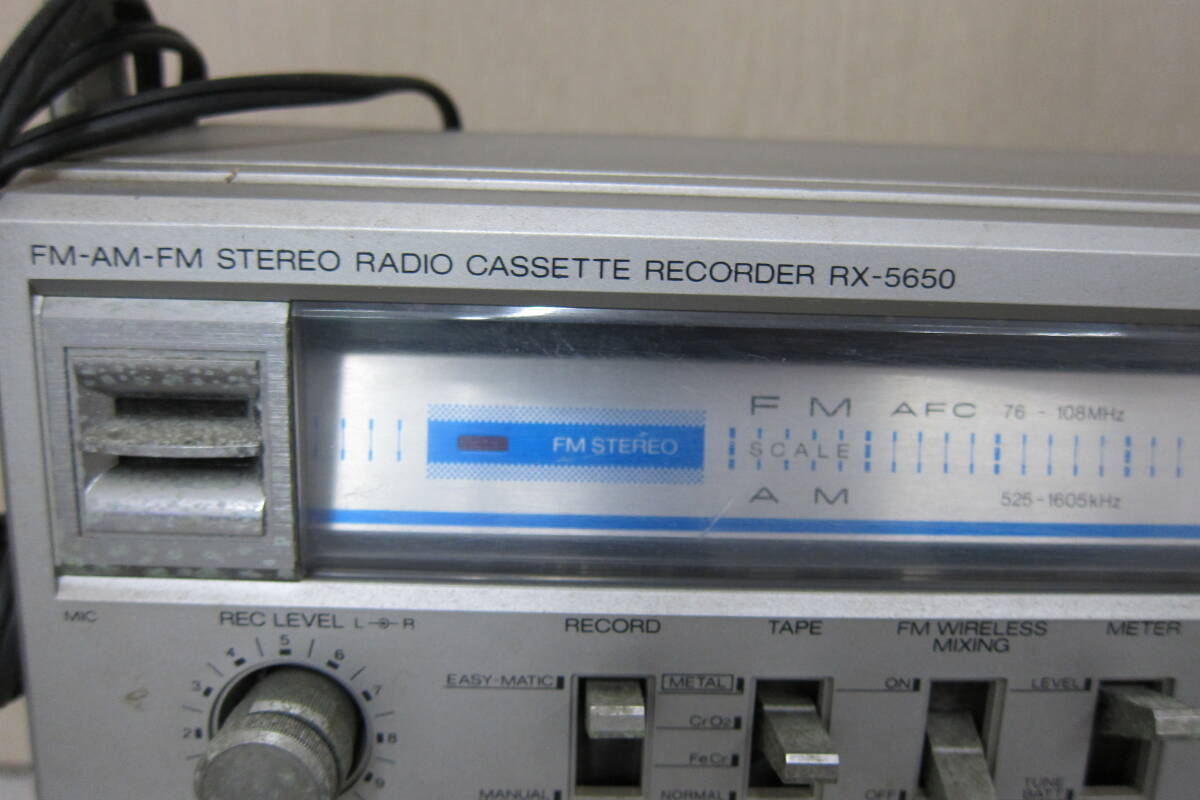 FM-AM-FM STEREO RADIO CASSETTE RECORDER RX-5650
FM STEREO
FM AFC 76 - 108MHz
SCALE
AM 525-1605kHz
MIC
REC LEVEL L R
RECORD
TAPE
FM WIRELESS
MIXING
METER
2 3 4 5 6 7 8 9
EASY-MATIC
MANUAL
METAL
CrO2
FeCr
NORMAL
ON
OFF
LEVEL
TUNE
BATT